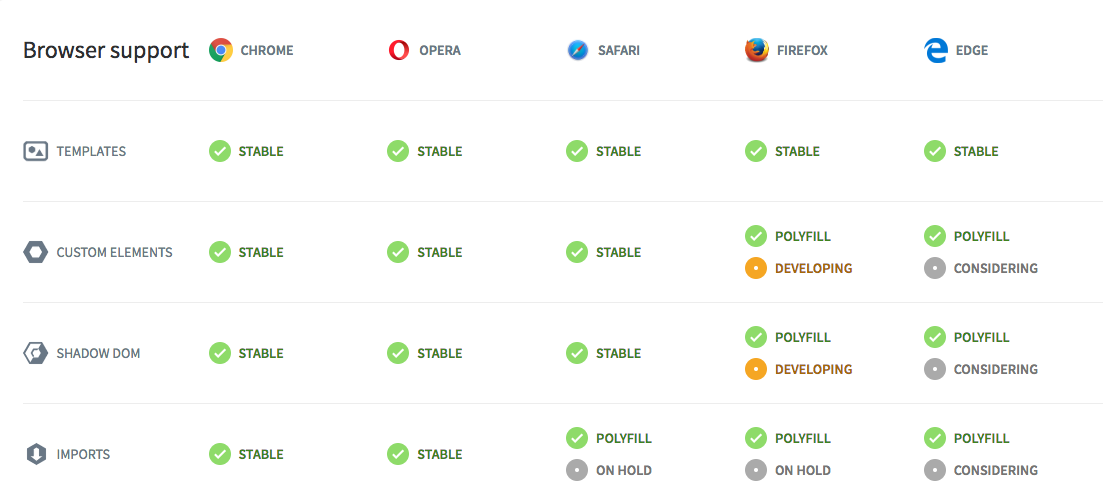 Browser support CHROME OPERA SAFARI FIREFOX EDGE
TEMPLATES STABLE STABLE STABLE STABLE STABLE
CUSTOM ELEMENTS STABLE STABLE STABLE POLYFILL POLYFILL
DEVELOPING CONSIDERING
SHADOW DOM STABLE STABLE STABLE POLYFILL POLYFILL
DEVELOPING CONSIDERING
IMPORTS STABLE STABLE POLYFILL POLYFILL POLYFILL
ON HOLD ON HOLD CONSIDERING